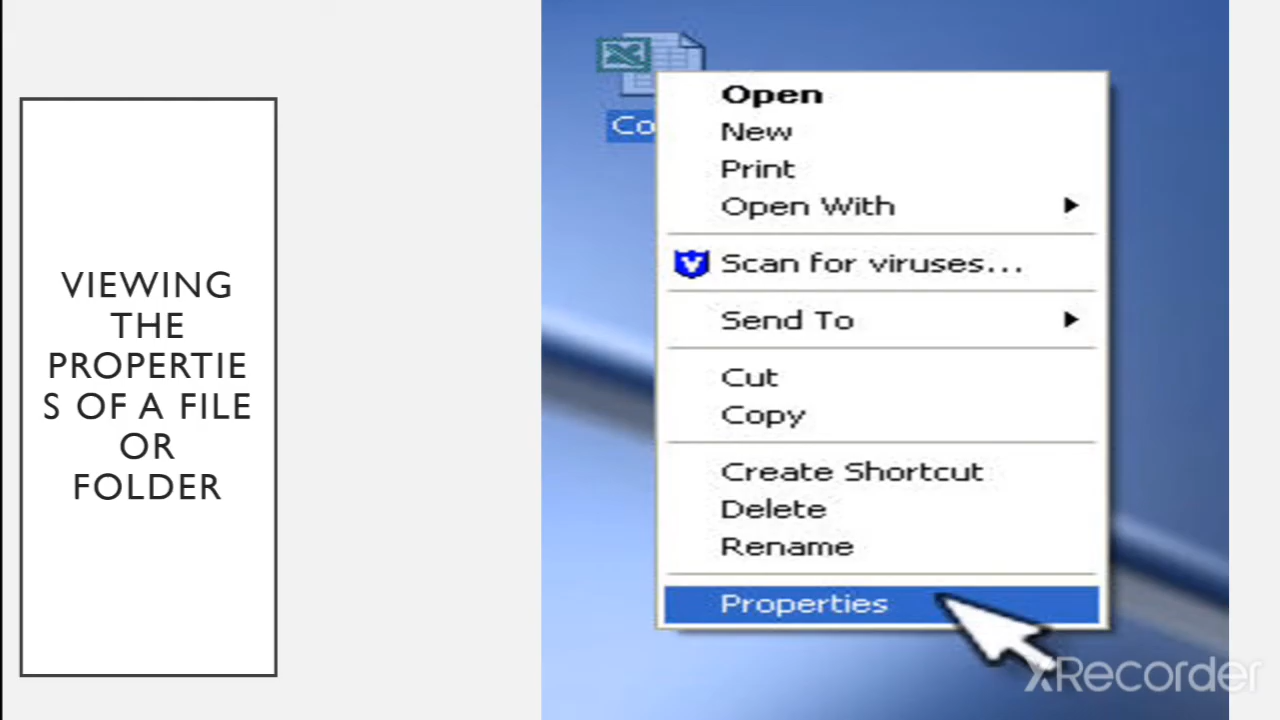 VIEWING
THE
PROPERTIE
S OF A FILE
OR
FOLDER
Co
Open
New
Print
Open With
Scan for viruses...
Send To
Cut
Copy
Create Shortcut
Delete
Rename
Properties
XRecorder